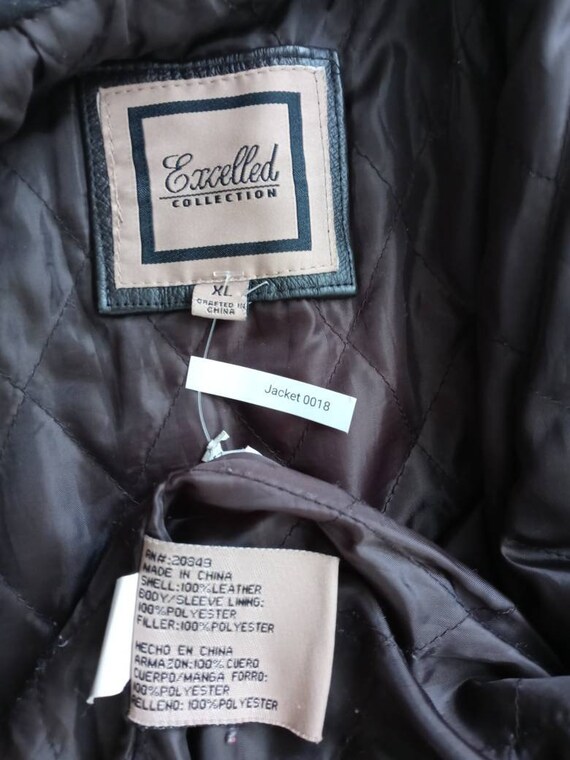 Excelled
COLLECTION
XL
CRAFTED IN
CHINA
Jacket 0018
RN#:20649
MADE IN CHINA
SHELL:100%LEATHER
BODY/SLEEVE LINING:
100%POLYESTER
FILLER:100%POLYESTER
HECHO EN CHINA
ARMAZON:100%CUERO
CUERPO/MANGA FORRO:
100%POLYESTER
RELLENO: 100%POLYESTER